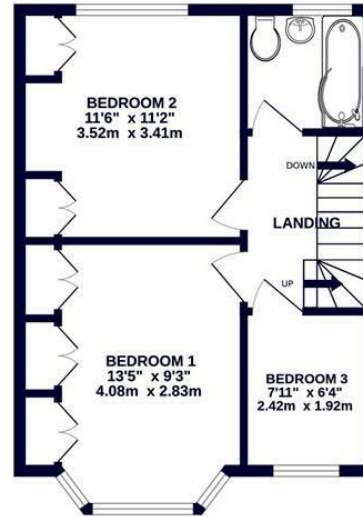 BEDROOM 2
11'6" x 11'2"
3.52m x 3.41m
DOWN
LANDING
UP
BEDROOM 1
13'5" x 9'3"
4.08m x 2.83m
BEDROOM 3
7'11" x 6'4"
2.42m x 1.92m